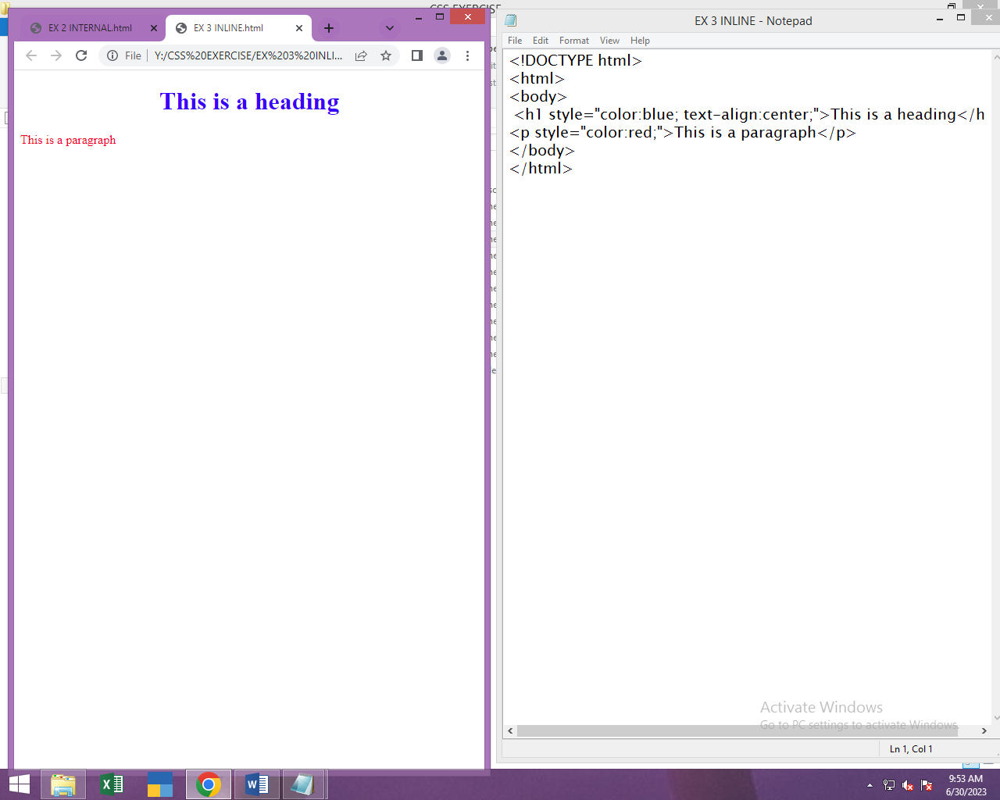 CSS EXERCISE
EX 2 INTERNAL.html
EX 3 INLINE.html
File
Y:/CSS%20EXERCISE/EX%203%20INLI...
This is a heading
This is a paragraph
EX 3 INLINE - Notepad
File Edit Format View Help
<!DOCTYPE html>
<html>
<body>
<h1 style="color:blue; text-align:center;">This is a heading</h
<p style="color:red;">This is a paragraph</p>
</body>
</html>
Activate Windows
Go to PC settings to activate Windows.
Ln 1, Col 1
9:53 AM
6/30/2023